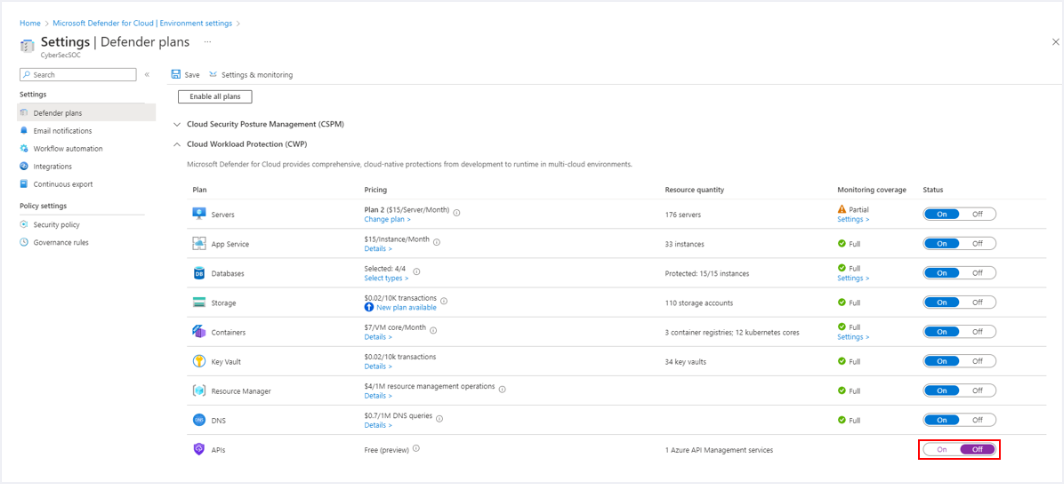 Home > Microsoft Defender for Cloud | Environment settings >
Settings | Defender plans ...
CyberSecSOC
Search «
Save Settings & monitoring
Settings
Enable all plans
Defender plans
Email notifications
Workflow automation
Integrations
Continuous export
Policy settings
Security policy
Governance rules
Cloud Security Posture Management (CSPM)
Cloud Workload Protection (CWP)
Microsoft Defender for Cloud provides comprehensive, cloud-native protections from development to runtime in multi-cloud environments.
Plan Pricing Resource quantity Monitoring coverage Status
Servers Plan 2 ($15/Server/Month) 176 servers Partial On Off
Change plan > Settings >
App Service $15/Instance/Month 33 instances Full On Off
Details >
Databases Selected: 4/4 Protected: 15/15 instances Full On Off
Select types > Settings >
Storage $0.02/10K transactions 110 storage accounts Full On Off
New plan available
Containers $7/VM core/Month 3 container registries; 12 kubernetes cores Full On Off
Details > Settings >
Key Vault $0.02/10k transactions 34 key vaults Full On Off
Details >
Resource Manager $4/1M resource management operations Full On Off
Details >
DNS $0.7/1M DNS queries Full On Off
Details >
APIs Free (preview) 1 Azure API Management services On Off